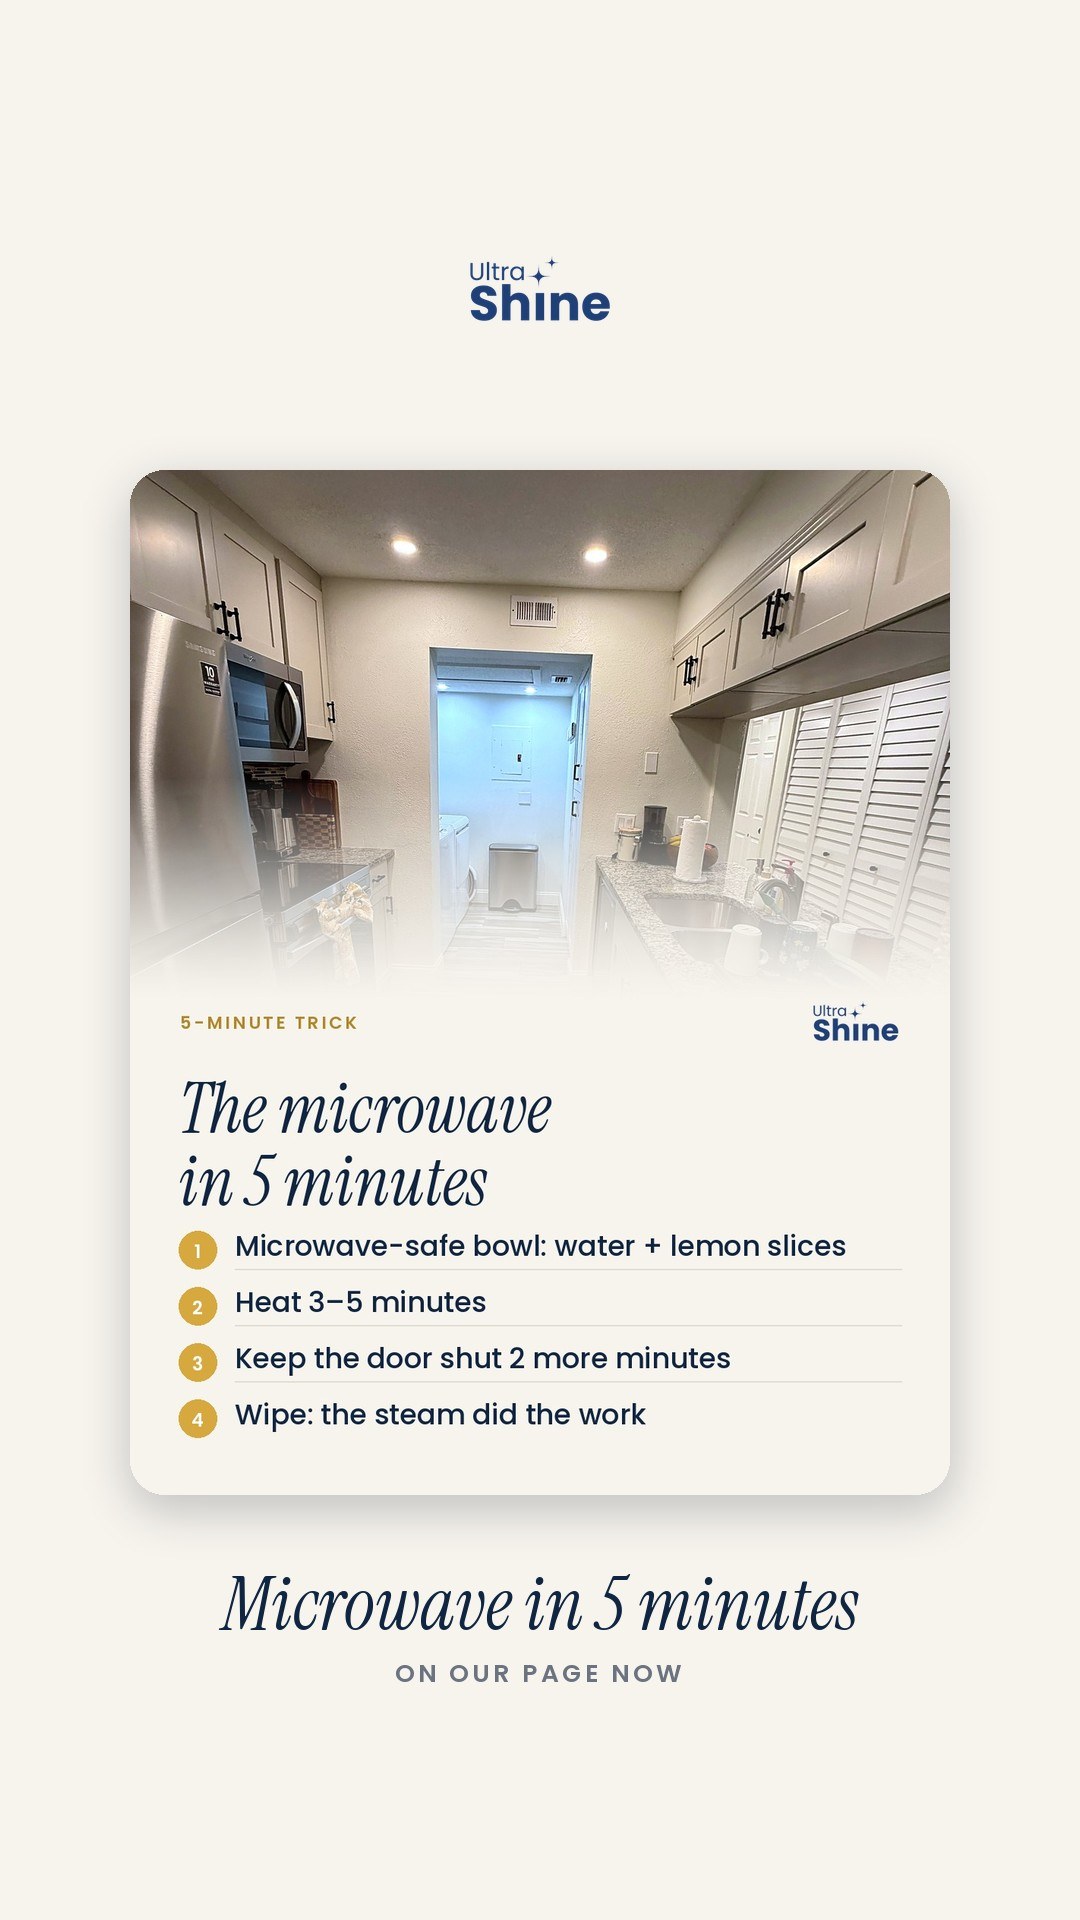 Ultra
Shine
SAMSUNG
10
5-MINUTE TRICK
Ultra
Shine
The microwave
in 5 minutes
1 Microwave-safe bowl: water + lemon slices
2 Heat 3–5 minutes
3 Keep the door shut 2 more minutes
4 Wipe: the steam did the work
Microwave in 5 minutes
ON OUR PAGE NOW